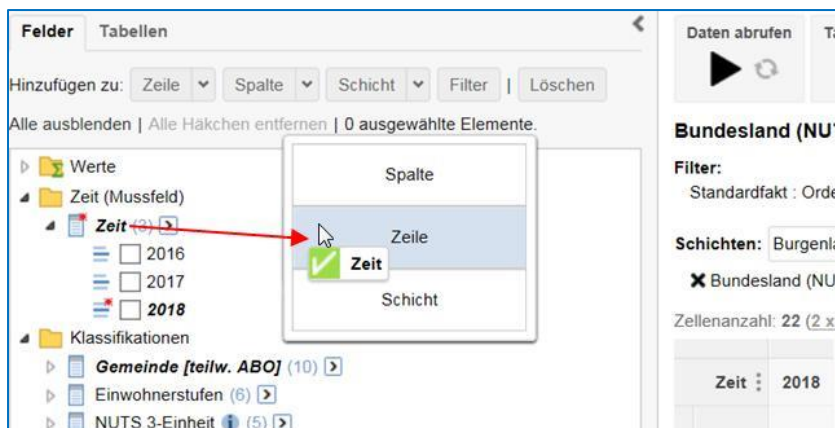 Felder Tabellen
Hinzufügen zu: Zeile Spalte Schicht Filter | Löschen
Alle ausblenden | Alle Häkchen entfernen | 0 ausgewählte Elemente.
Werte
Zeit (Mussfeld)
Zeit (3)
2016
2017
2018
Klassifikationen
Gemeinde [teilw. ABO] (10)
Einwohnerstufen (6)
NUTS 3-Einheit (5)
Spalte
Zeile
Zeit
Schicht
Daten abrufen
Bundesland (NU
Filter:
Standardfakt : Orde
Schichten: Burgenl
Bundesland (NU
Zellenanzahl: 22 (2 x
Zeit 2018